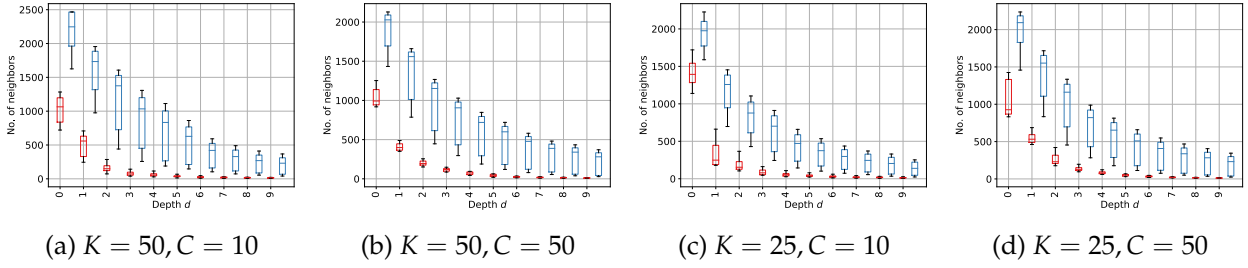 No. of neighbors
2500
2000
1500
1000
500
0
0 1 2 3 4 5 6 7 8 9
Depth d
(a) K = 50, C = 10
No. of neighbors
2000
1500
1000
500
0
0 1 2 3 4 5 6 7 8 9
Depth d
(b) K = 50, C = 50
No. of neighbors
2000
1500
1000
500
0
0 1 2 3 4 5 6 7 8 9
Depth d
(c) K = 25, C = 10
No. of neighbors
2000
1500
1000
500
0
0 1 2 3 4 5 6 7 8 9
Depth d
(d) K = 25, C = 50